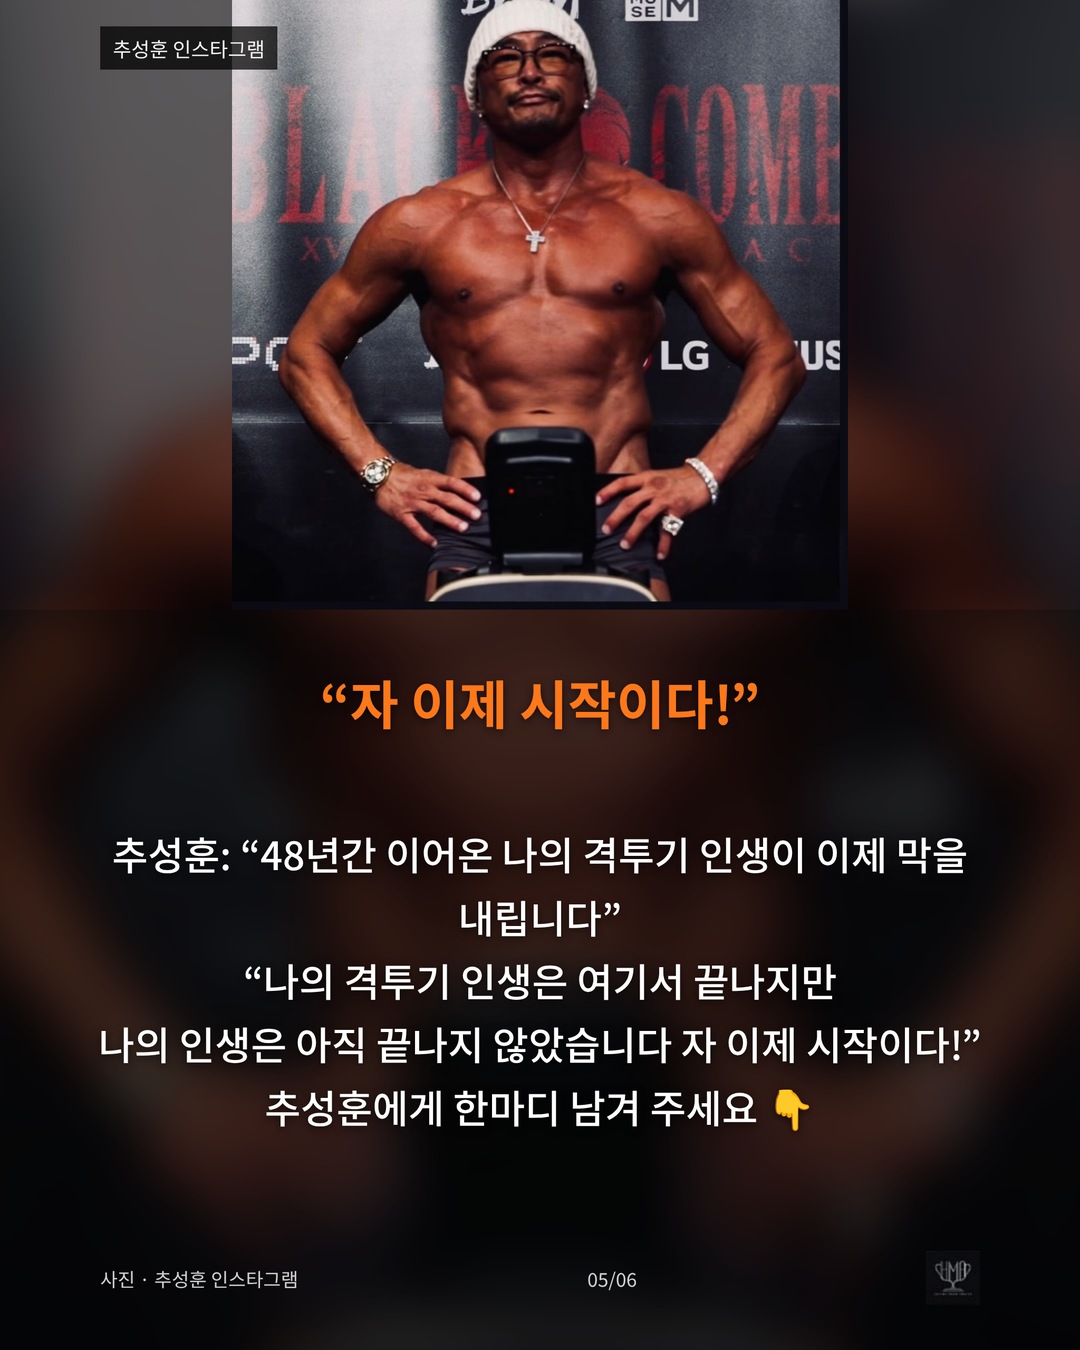 추성훈 인스타그램
SE M
BLACK COMB
XV
A C
LG
US
“자 이제 시작이다!”
추성훈: “48년간 이어온 나의 격투기 인생이 이제 막을
내립니다”
“나의 격투기 인생은 여기서 끝나지만
나의 인생은 아직 끝나지 않았습니다 자 이제 시작이다!”
추성훈에게 한마디 남겨 주세요 👇
사진 · 추성훈 인스타그램
05/06